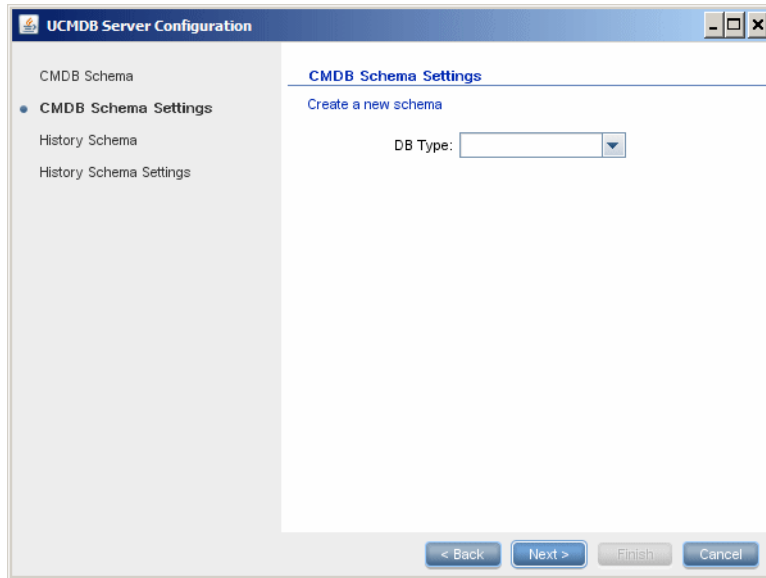 UCMDB Server Configuration
CMDB Schema
CMDB Schema Settings
History Schema
History Schema Settings
CMDB Schema Settings
Create a new schema
DB Type:
< Back Next > Finish Cancel